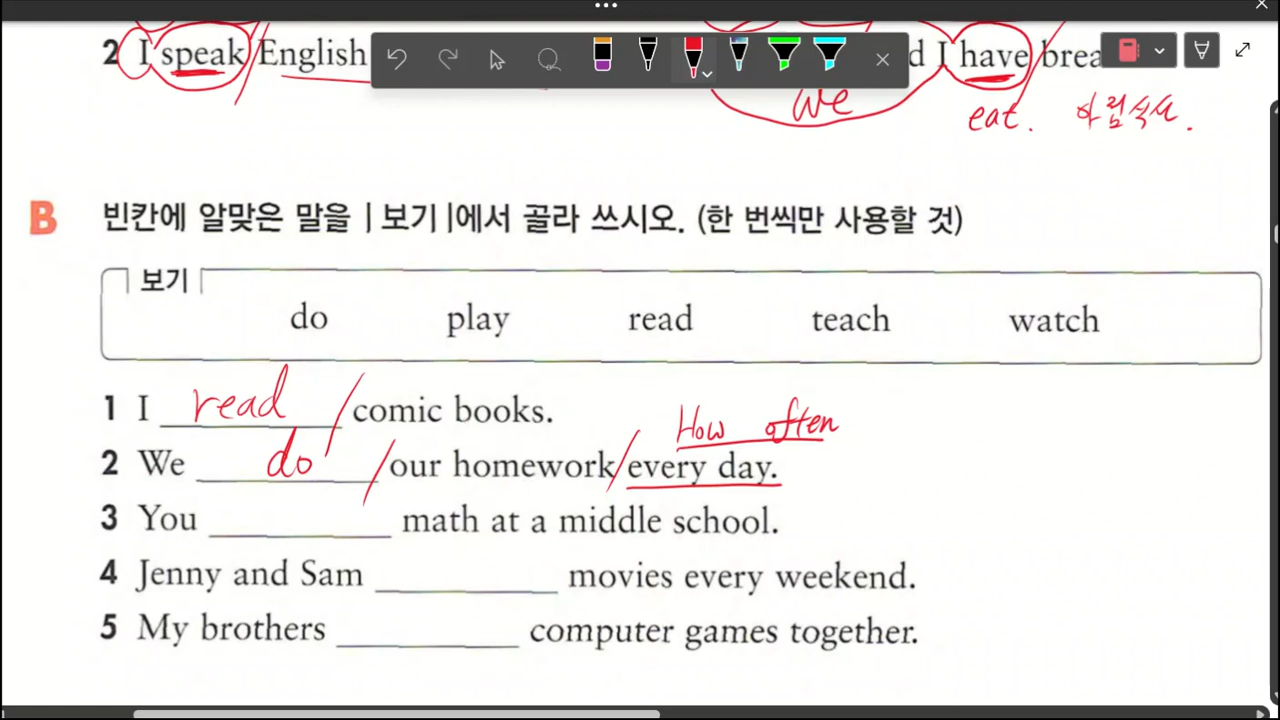 2 I speak / English d I have / brea
we
eat. 아침식사.
B 빈칸에 알맞은 말을 | 보기 |에서 골라 쓰시오. (한 번씩만 사용할 것)
보기
do play read teach watch
How often
1 I read / comic books.
2 We do / our homework / every day.
3 You __________ math at a middle school.
4 Jenny and Sam __________ movies every weekend.
5 My brothers __________ computer games together.